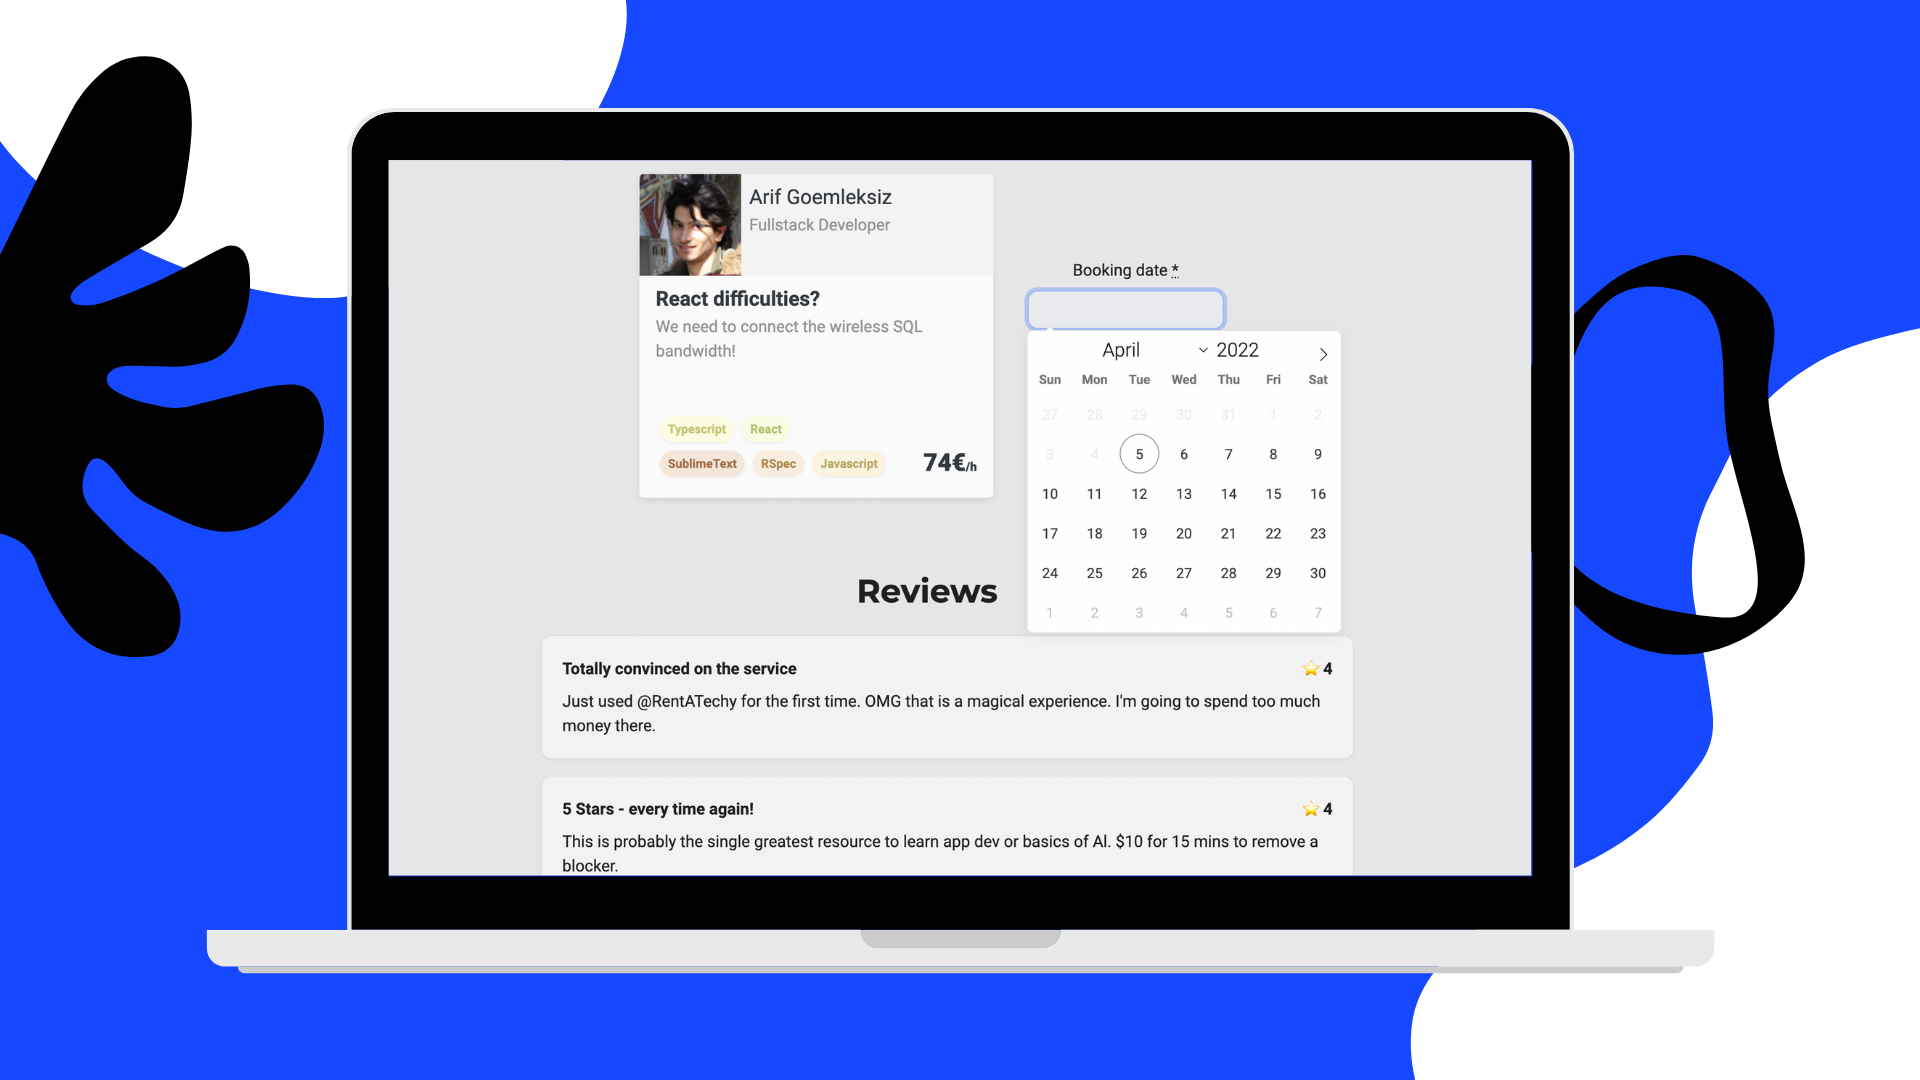 Arif Goemleksiz
Fullstack Developer
React difficulties?
We need to connect the wireless SQL
bandwidth!
Typescript React
SublimeText RSpec Javascript
74€/h
Booking date *
April 2022
Sun Mon Tue Wed Thu Fri Sat
27 28 29 30 31 1 2
3 4 5 6 7 8 9
10 11 12 13 14 15 16
17 18 19 20 21 22 23
24 25 26 27 28 29 30
1 2 3 4 5 6 7
Reviews
Totally convinced on the service ⭐ 4
Just used @RentATechy for the first time. OMG that is a magical experience. I'm going to spend too much
money there.
5 Stars - every time again! ⭐ 4
This is probably the single greatest resource to learn app dev or basics of AI. $10 for 15 mins to remove a
blocker.